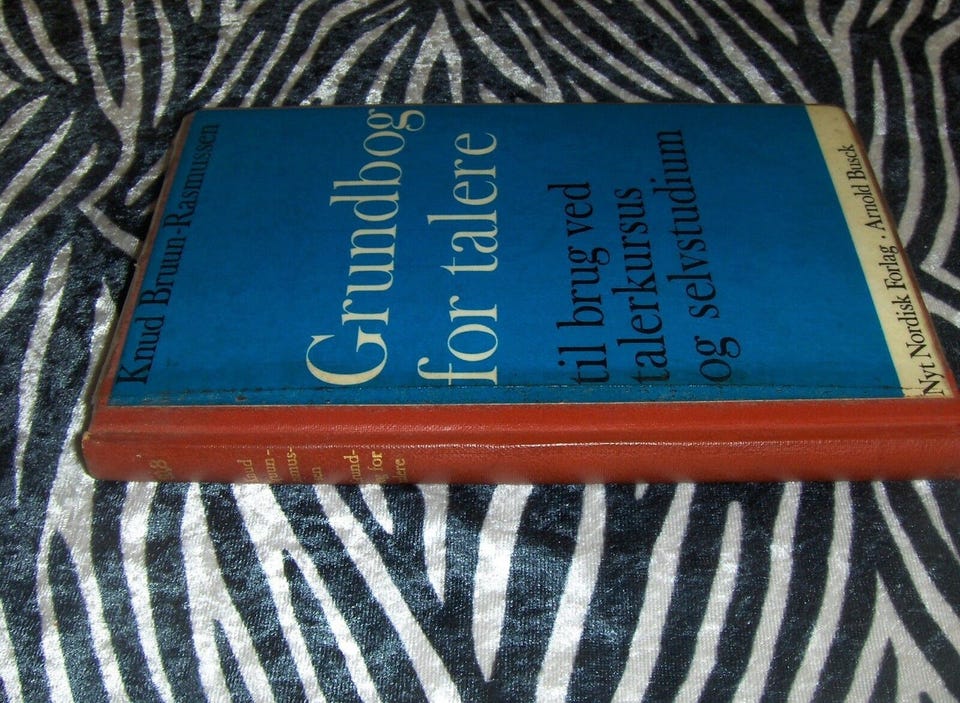 Knud Bruun-Rasmussen
Grundbog
for talere
til brug ved
talerkursus
og selvstudium
Nyt Nordisk Forlag · Arnold Busck